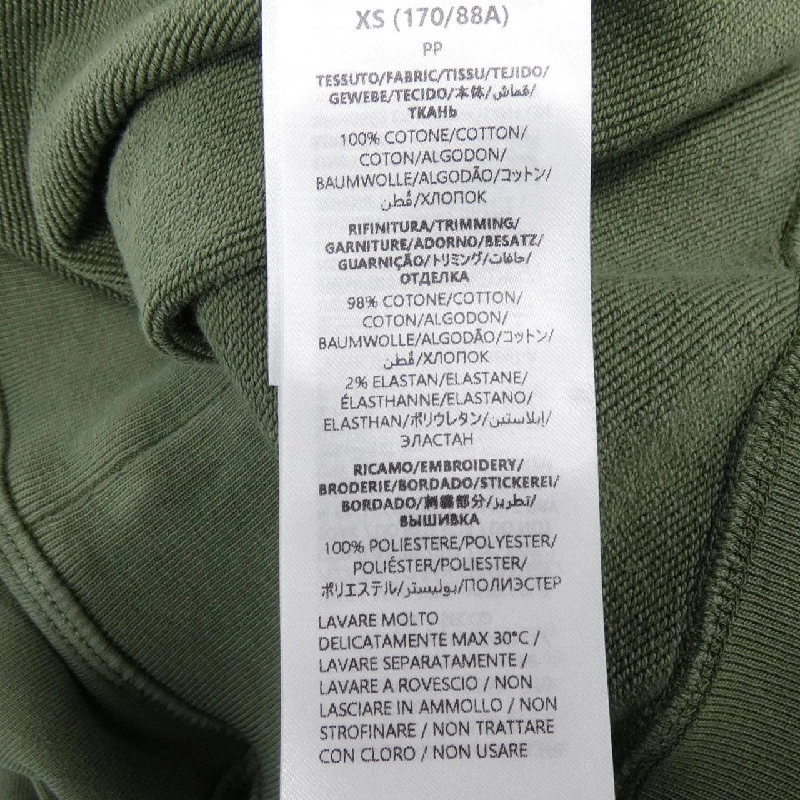 XS (170/88A)
PP
TESSUTO/FABRIC/TISSU/TEJIDO/
GEWEBE/TECIDO/本体/قماش/
ТКАНЬ
100% COTONE/COTTON/
COTON/ALGODON/
BAUMWOLLE/ALGODÃO/コットン/
قُطن/ХЛОПОК
RIFINITURA/TRIMMING/
GARNITURE/ADORNO/BESATZ/
GUARNIÇÃO/トリミング/حافات/
ОТДЕЛКА
98% COTONE/COTTON/
COTON/ALGODON/
BAUMWOLLE/ALGODÃO/コットン/
قُطن/ХЛОПОК
2% ELASTAN/ELASTANE/
ÉLASTHANNE/ELASTANO/
ELASTHAN/ポリウレタン/إيلاستين/
ЭЛАСТАН
RICAMO/EMBROIDERY/
BRODERIE/BORDADO/STICKEREI/
BORDADO/刺繍部分/تطريز/
ВЫШИВКА
100% POLIESTERE/POLYESTER/
POLIÉSTER/POLIESTER/
ポリエステル/بوليستر/ПОЛИЭСТЕР
LAVARE MOLTO
DELICATAMENTE MAX 30°C /
LAVARE SEPARATAMENTE /
LAVARE A ROVESCIO / NON
LASCIARE IN AMMOLLO / NON
STROFINARE / NON TRATTARE
CON CLORO / NON USARE